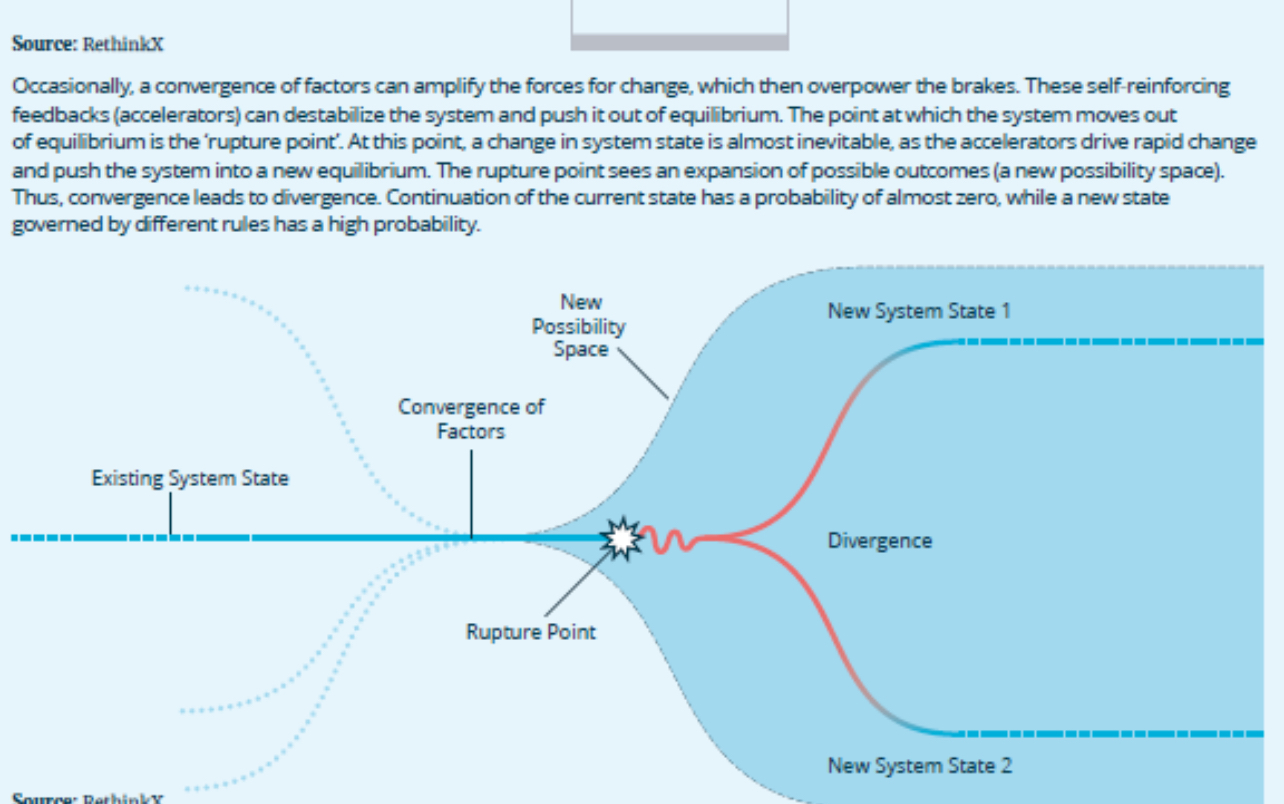 Source: RethinkX
Occasionally, a convergence of factors can amplify the forces for change, which then overpower the brakes. These self-reinforcing
feedbacks (accelerators) can destabilize the system and push it out of equilibrium. The point at which the system moves out
of equilibrium is the ‘rupture point’. At this point, a change in system state is almost inevitable, as the accelerators drive rapid change
and push the system into a new equilibrium. The rupture point sees an expansion of possible outcomes (a new possibility space).
Thus, convergence leads to divergence. Continuation of the current state has a probability of almost zero, while a new state
governed by different rules has a high probability.
New
Possibility
Space
New System State 1
Convergence of
Factors
Existing System State
Divergence
Rupture Point
New System State 2
Source: RethinkX